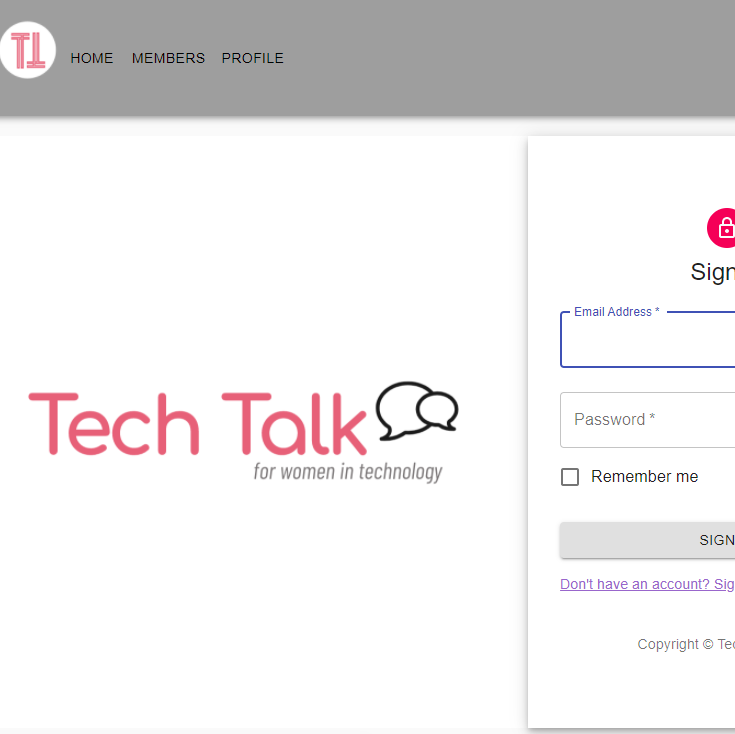 HOME MEMBERS PROFILE
Tech Talk
for women in technology
Sign
Email Address *
Password *
Remember me
SIGN
Don't have an account? Sig
Copyright © Tec